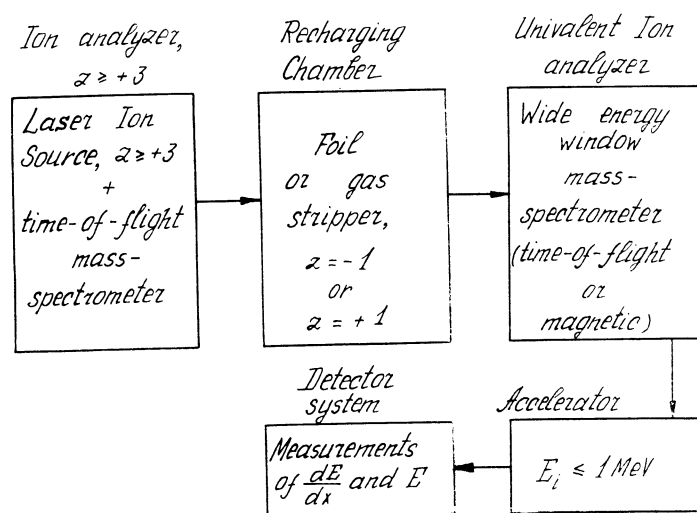 Ion analyzer,
z ≥ +3
Laser Ion
Source, z ≥ +3
+
time-of-flight
mass-
spectrometer
Recharging
Chamber
Foil
or gas
stripper,
z = -1
or
z = +1
Univalent Ion
analyzer
Wide energy
window
mass-
spectrometer
(time-of-flight
or
magnetic)
Accelerator
E_i ≤ 1 MeV
Detector
system
Measurements
of dE/dx and E